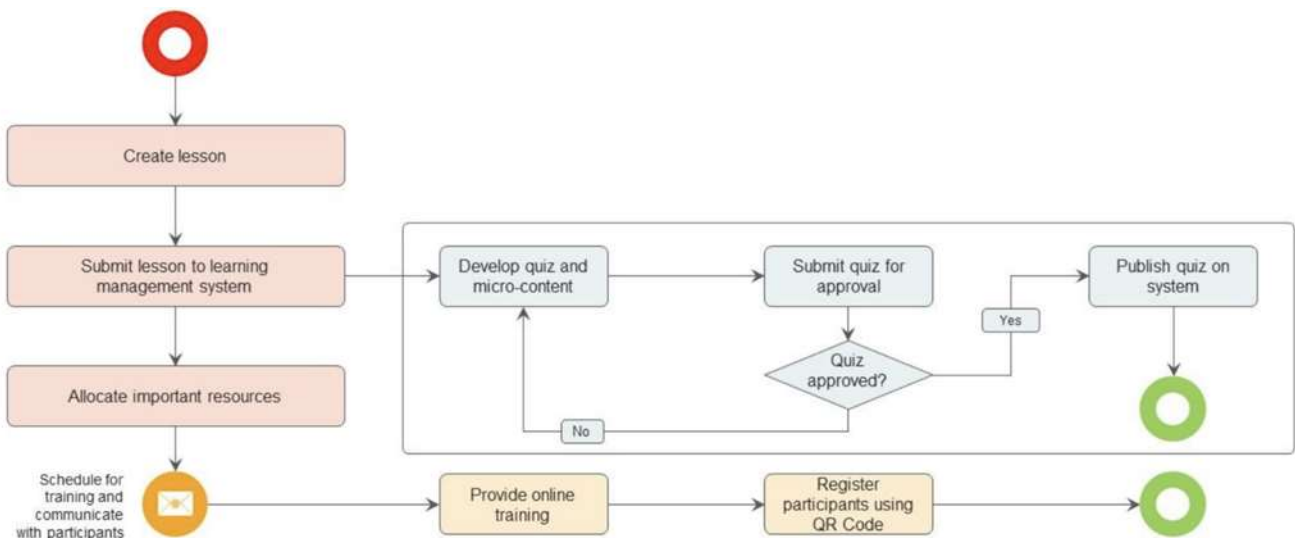 Create lesson
Submit lesson to learning
management system
Develop quiz and
micro-content
Submit quiz for
approval
Publish quiz on
system
Yes
Quiz
approved?
Allocate important resources
No
Schedule for
training and
communicate
with participants
Provide online
training
Register
participants using
QR Code